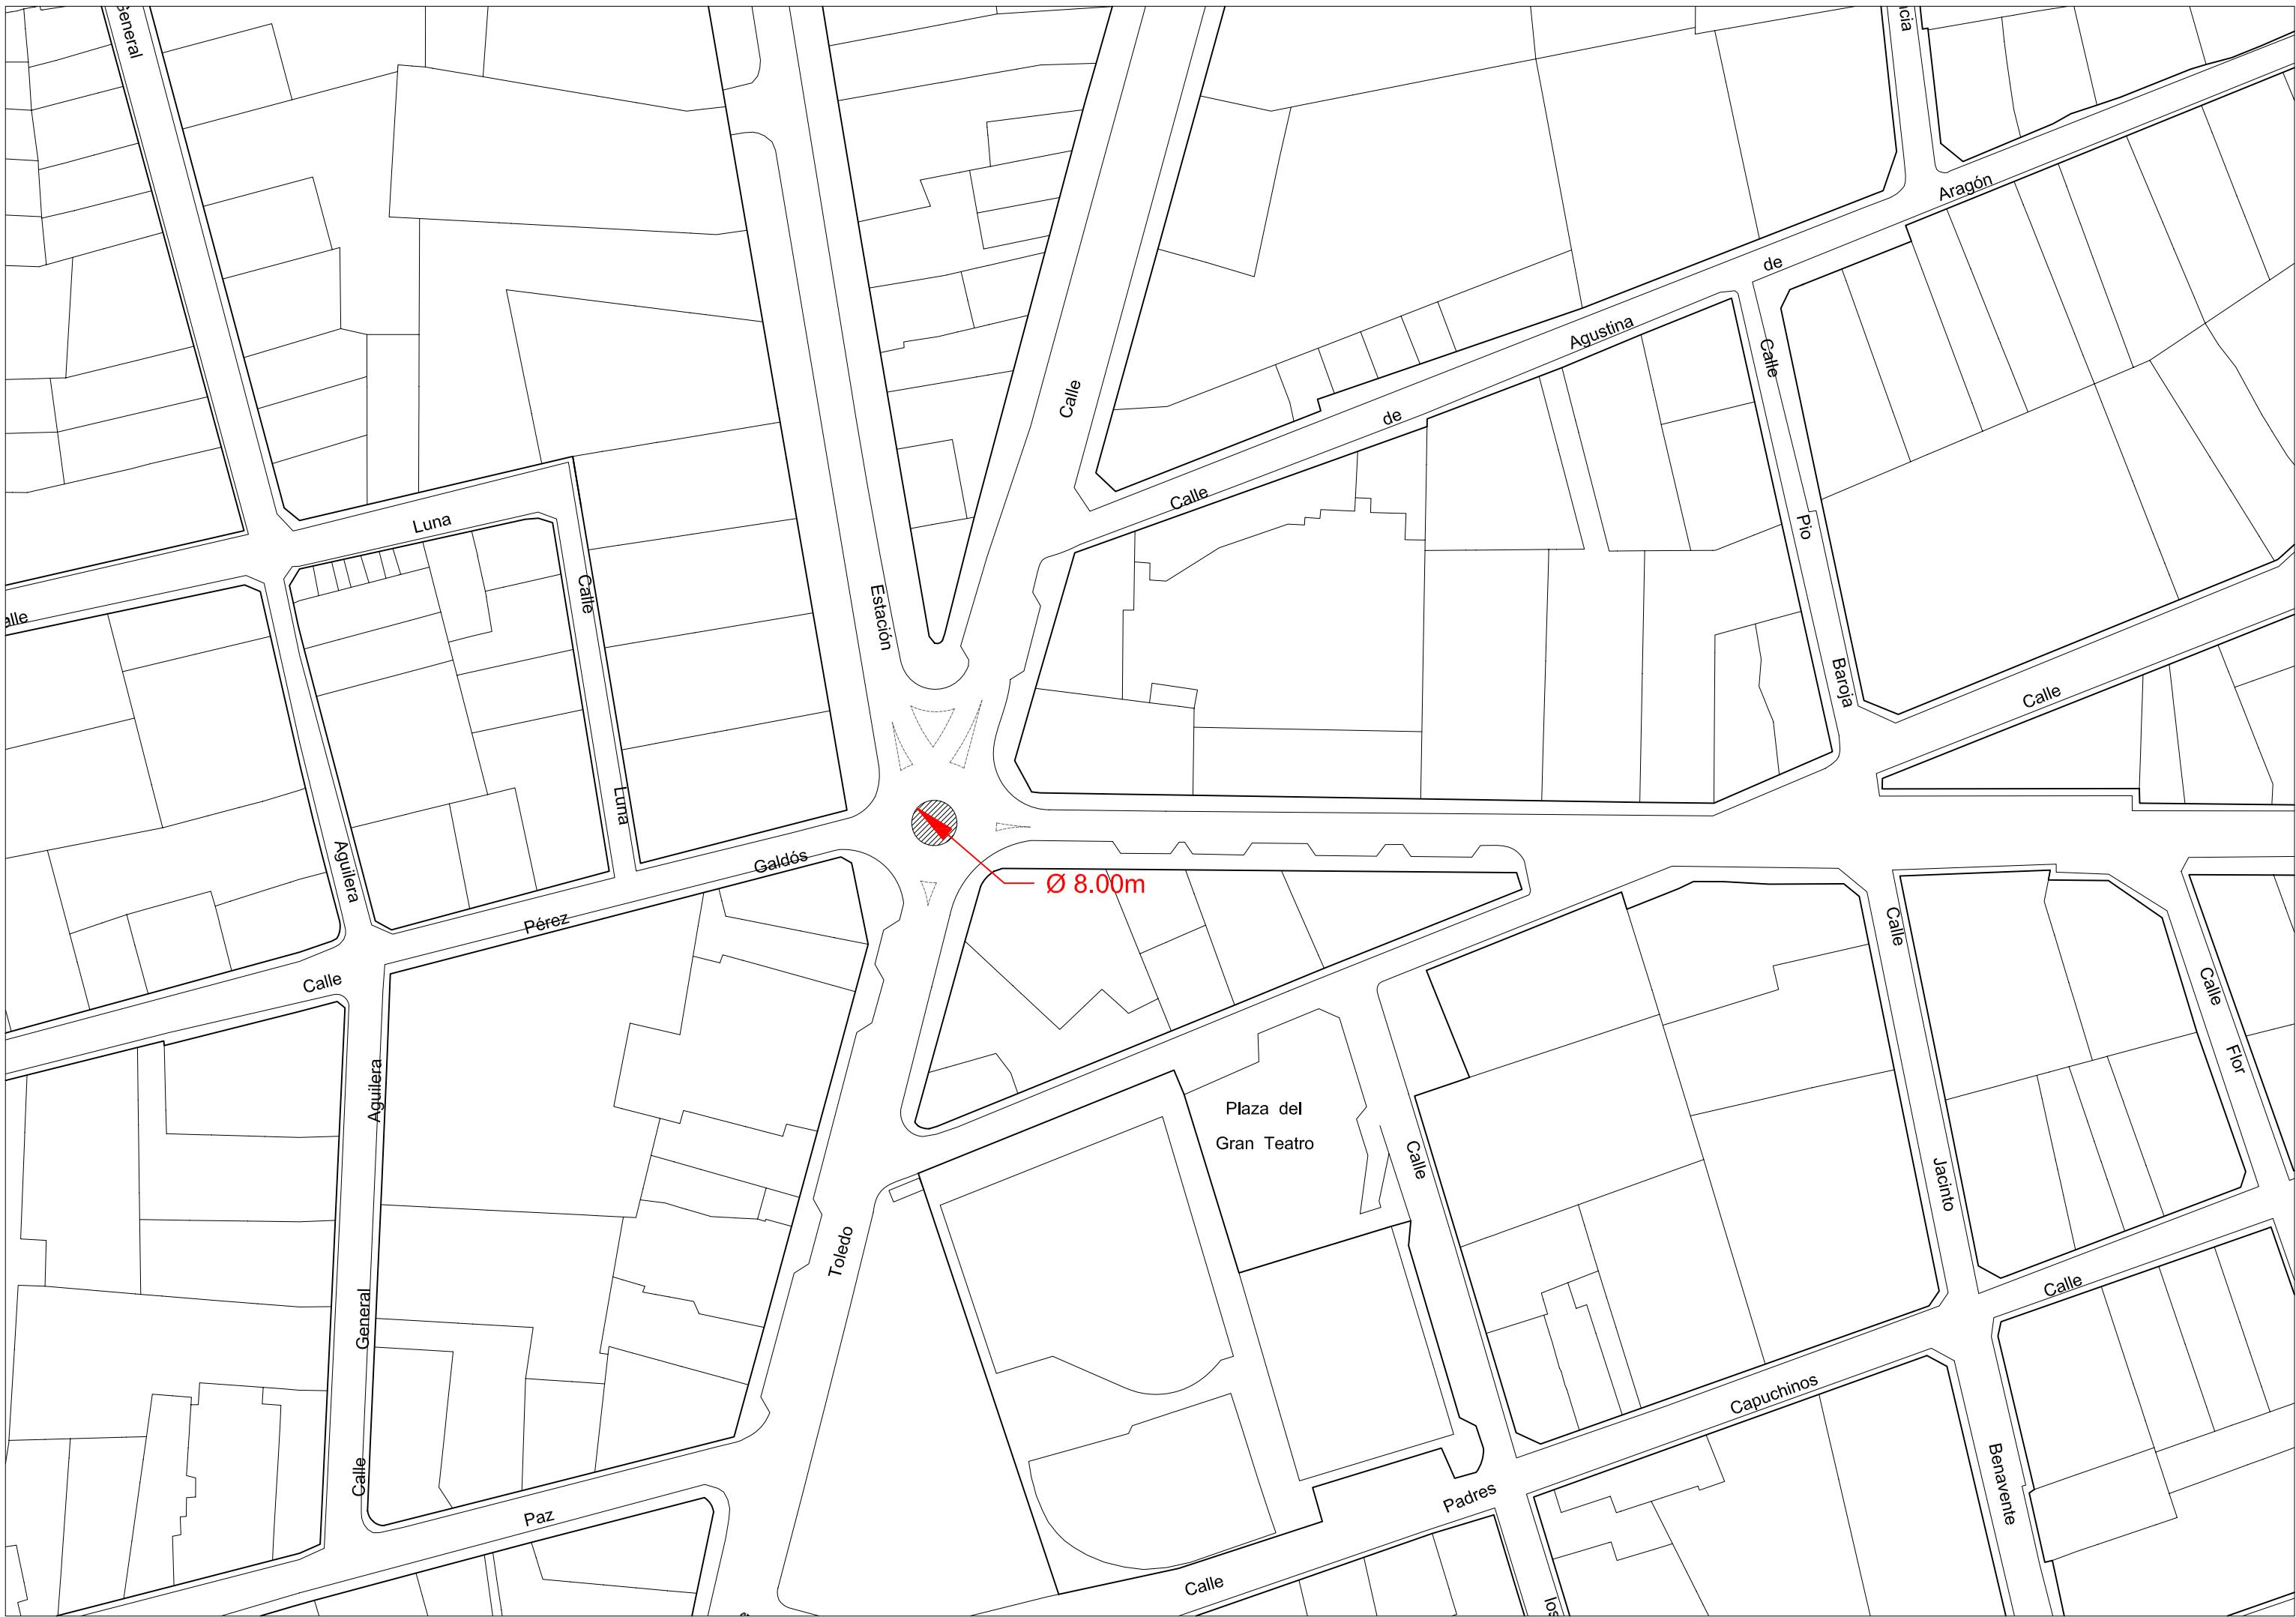 General
Aragón
de
Agustina
Calle
de
Calle
Calle
Luna
Calle
Pio
Estación
Baroja
Calle
Luna
Galdós
Aguilera
Pérez
Calle
Ø 8.00m
Calle
Calle
Flor
Aguilera
Plaza del
Gran Teatro
Calle
Jacinto
Toledo
Calle
General
Capuchinos
Calle
Padres
Benavente
Paz
Calle
los